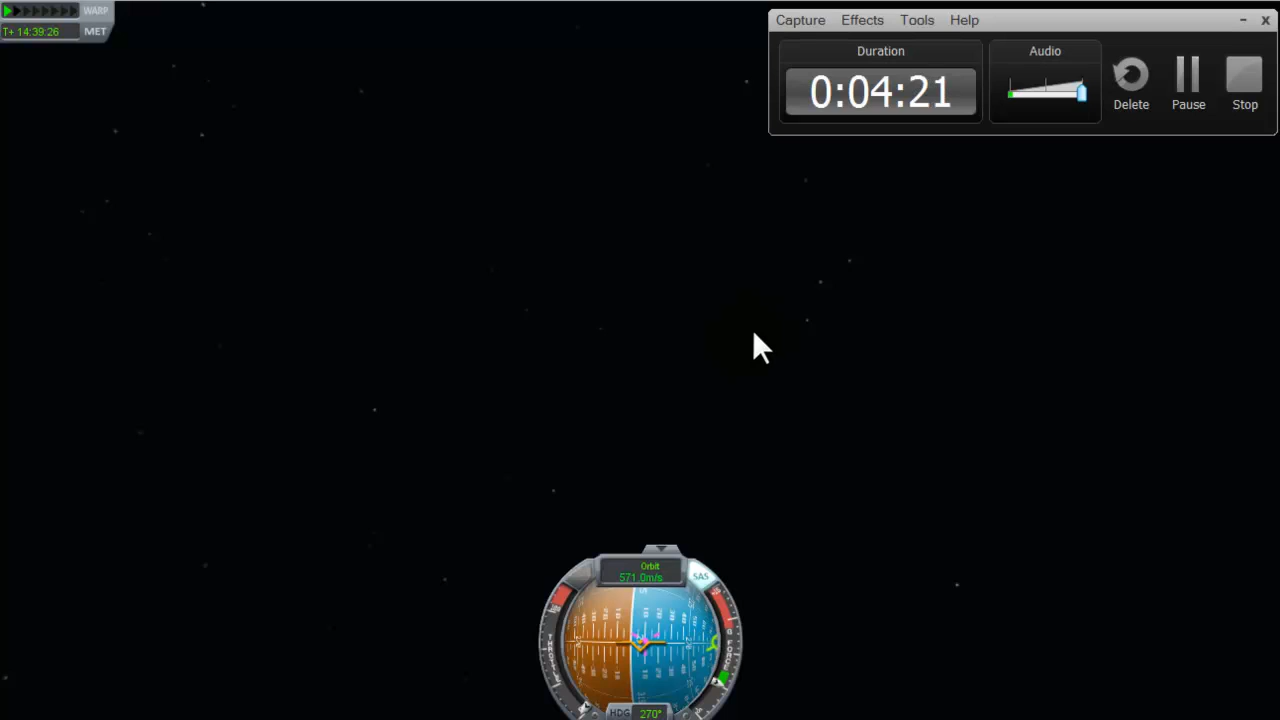 WARP
T+ 14:39:26 MET
Capture Effects Tools Help
Duration
0:04:21
Audio
Delete
Pause
Stop
Orbit
571.0m/s
SAS
HDG 270°